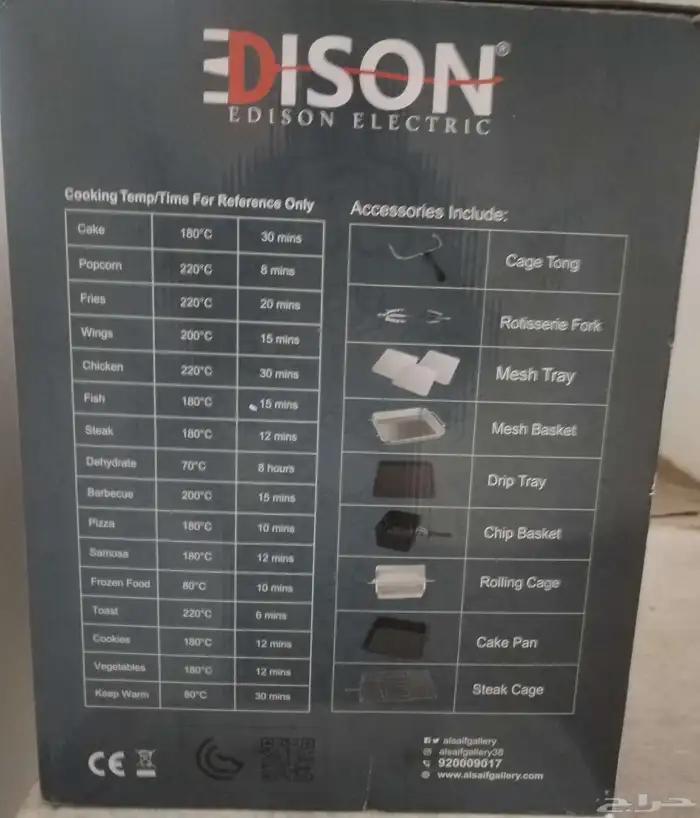 EDISON®
EDISON ELECTRIC
Cooking Temp/Time For Reference Only
Cake 180°C 30 mins
Popcorn 220°C 8 mins
Fries 220°C 20 mins
Wings 200°C 15 mins
Chicken 220°C 30 mins
Fish 180°C 15 mins
Steak 180°C 12 mins
Dehydrate 70°C 8 hours
Barbecue 200°C 15 mins
Pizza 180°C 10 mins
Samosa 180°C 12 mins
Frozen Food 80°C 10 mins
Toast 220°C 6 mins
Cookies 180°C 12 mins
Vegetables 180°C 12 mins
Keep Warm 80°C 30 mins
Accessories Include:
Cage Tong
Rotisserie Fork
Mesh Tray
Mesh Basket
Drip Tray
Chip Basket
Rolling Cage
Cake Pan
Steak Cage
CE
alsaifgallery
alsaifgallery38
920009017
www.alsaifgallery.com
حراج